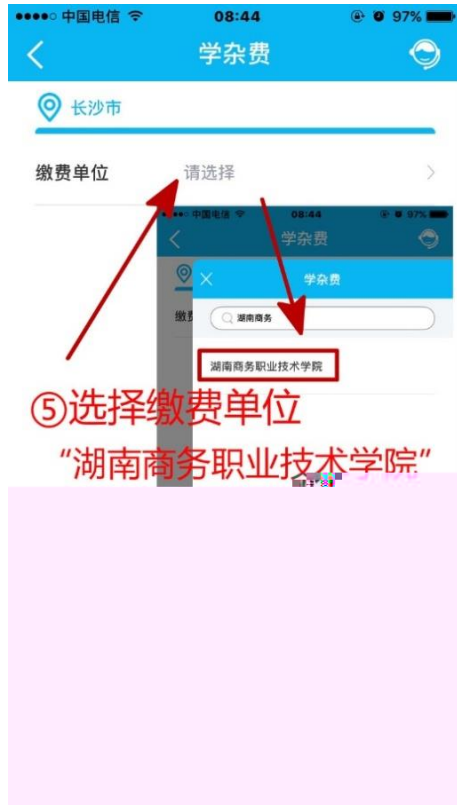 中国电信 08:44 97%
学杂费
长沙市
缴费单位 请选择
中国电信 08:44 97%
学杂费
学杂费
缴费
湖南商务
湖南商务职业技术学院
⑤选择缴费单位
“湖南商务职业技术学院”